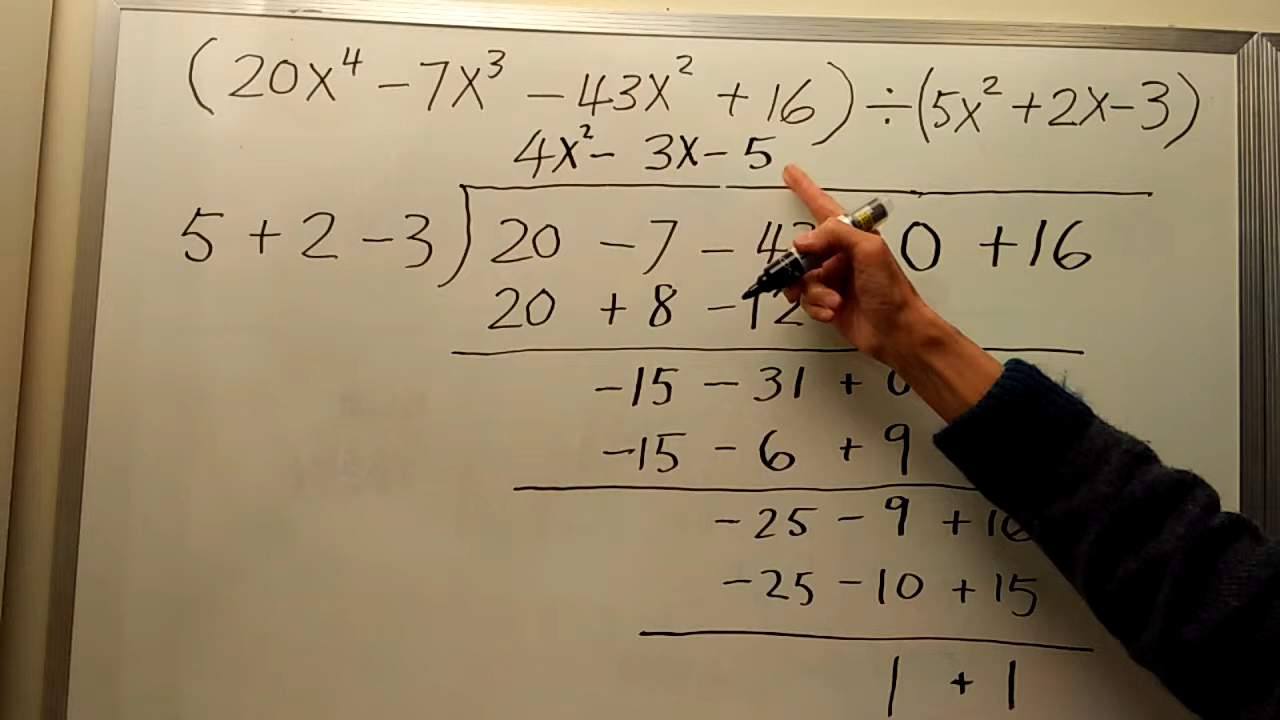 (20x⁴ - 7x³ - 43x² + 16) ÷ (5x² + 2x - 3)
4x² - 3x - 5
5 + 2 - 3 ) 20 - 7 - 43 0 + 16
20 + 8 - 12
-15 - 31 + 0
-15 - 6 + 9
-25 - 9 + 16
-25 - 10 + 15
1 + 1